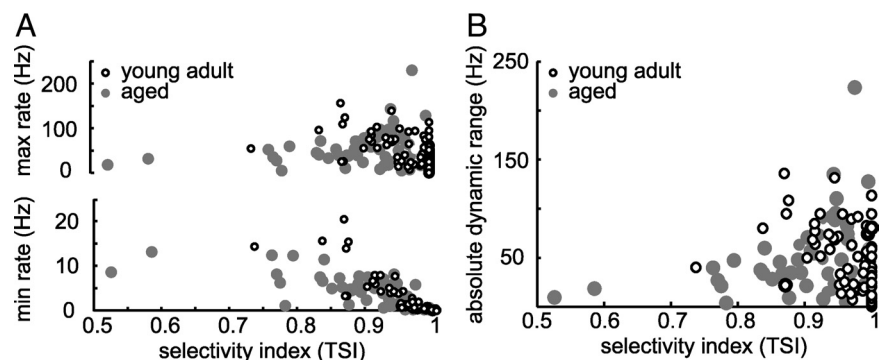 A
max rate (Hz)
200
100
0
young adult
aged
min rate (Hz)
20
10
0
0.5 0.6 0.7 0.8 0.9 1
selectivity index (TSI)
B
absolute dynamic range (Hz)
250
150
50
young adult
aged
0.5 0.6 0.7 0.8 0.9 1
selectivity index (TSI)